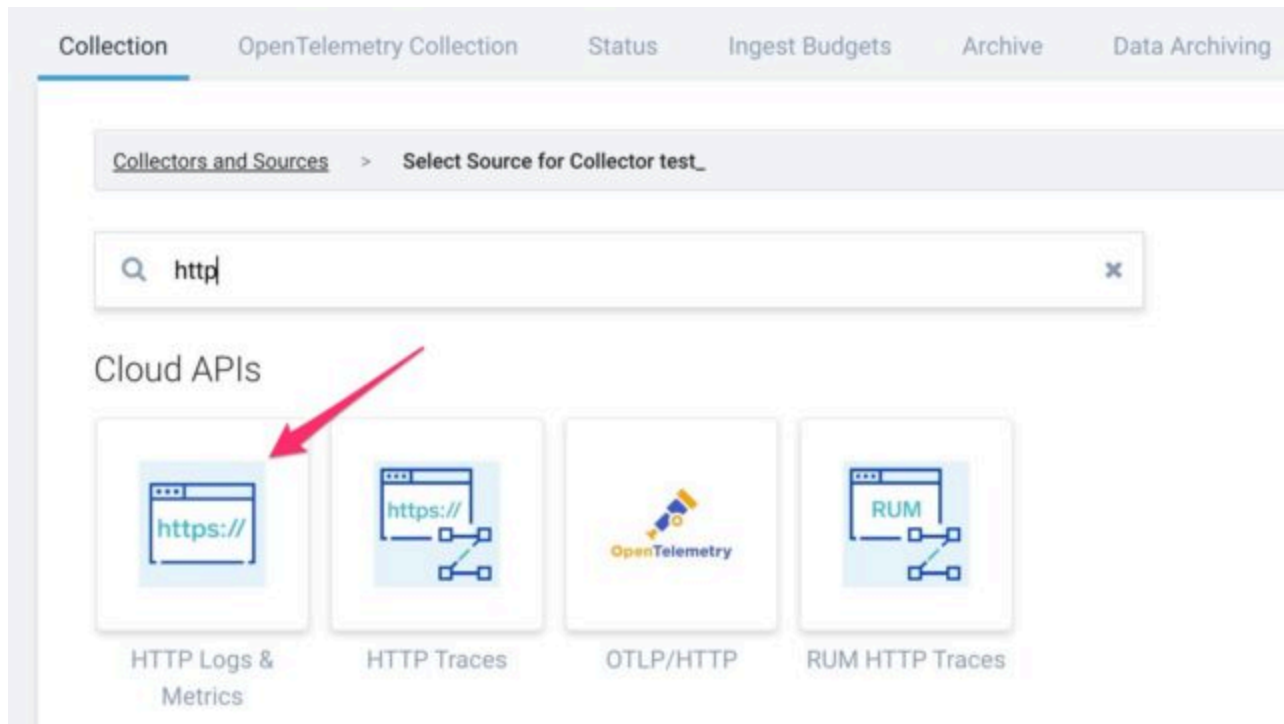 Collection OpenTelemetry Collection Status Ingest Budgets Archive Data Archiving
Collectors and Sources > Select Source for Collector test_
http
Cloud APIs
https://
https://
OpenTelemetry
RUM
HTTP Logs & Metrics
HTTP Traces
OTLP/HTTP
RUM HTTP Traces